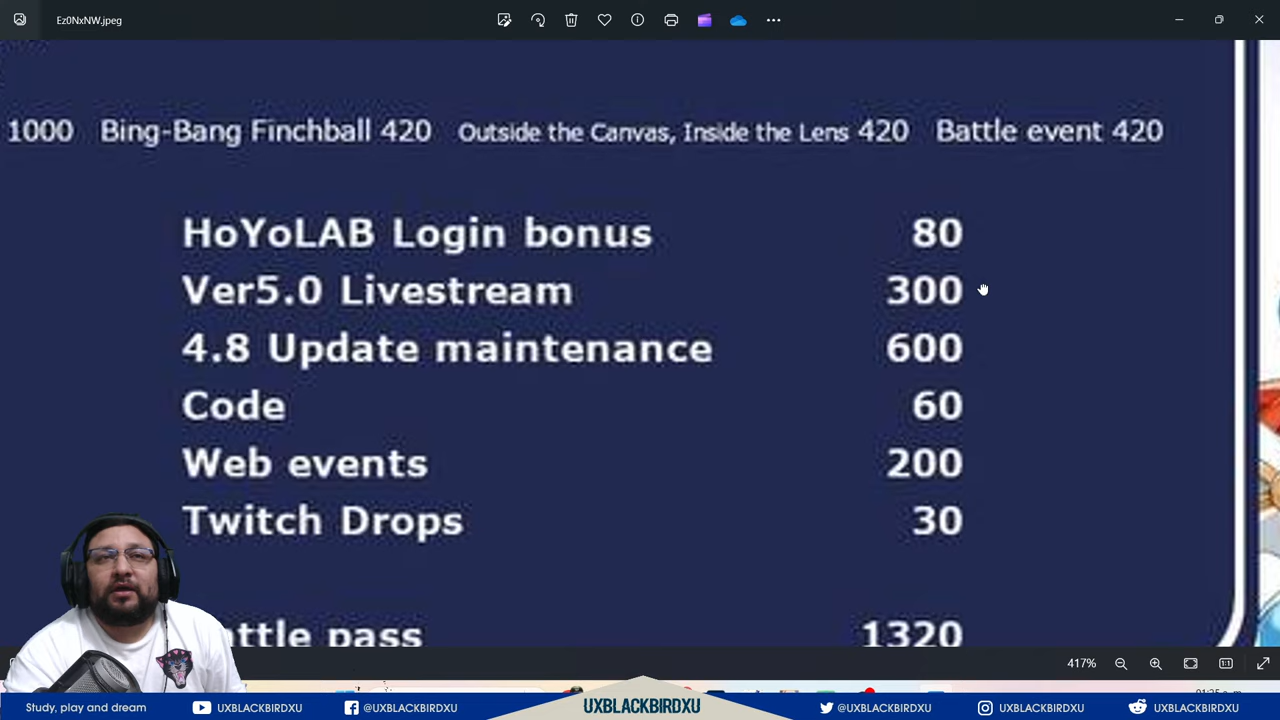 Ez0NxNW.jpeg
1000 Bing-Bang Finchball 420 Outside the Canvas, Inside the Lens 420 Battle event 420
HoYoLAB Login bonus 80
Ver5.0 Livestream 300
4.8 Update maintenance 600
Code 60
Web events 200
Twitch Drops 30
attle pass 1320
417%
Study, play and dream UXBLACKBIRDXU @UXBLACKBIRDXU UXBLACKBIRDXU @UXBLACKBIRDXU UXBLACKBIRDXU UXBLACKBIRDXU